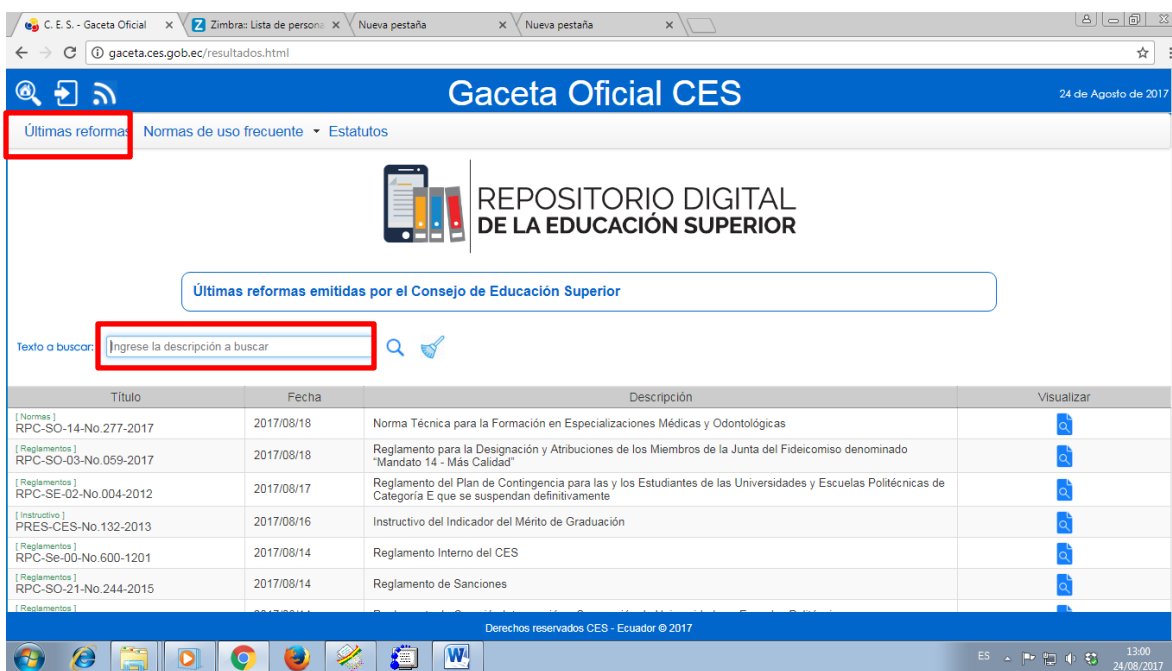 C. E. S. - Gaceta Oficial
Zimbra:: Lista de persona
Nueva pestaña
Nueva pestaña
gaceta.ces.gob.ec/resultados.html
Gaceta Oficial CES
24 de Agosto de 2017
Últimas reformas Normas de uso frecuente Estatutos
REPOSITORIO DIGITAL
DE LA EDUCACIÓN SUPERIOR
Últimas reformas emitidas por el Consejo de Educación Superior
Texto a buscar: Ingrese la descripción a buscar
Título Fecha Descripción Visualizar
[ Normas ]
RPC-SO-14-No.277-2017 2017/08/18 Norma Técnica para la Formación en Especializaciones Médicas y Odontológicas
[ Reglamentos ]
RPC-SO-03-No.059-2017 2017/08/18 Reglamento para la Designación y Atribuciones de los Miembros de la Junta del Fideicomiso denominado
"Mandato 14 - Más Calidad"
[ Reglamentos ]
RPC-SE-02-No.004-2012 2017/08/17 Reglamento del Plan de Contingencia para las y los Estudiantes de las Universidades y Escuelas Politécnicas de
Categoría E que se suspendan definitivamente
[ Instructivo ]
PRES-CES-No.132-2013 2017/08/16 Instructivo del Indicador del Mérito de Graduación
[ Reglamentos ]
RPC-Se-00-No.600-1201 2017/08/14 Reglamento Interno del CES
[ Reglamentos ]
RPC-SO-21-No.244-2015 2017/08/14 Reglamento de Sanciones
[ Reglamentos ]
Derechos reservados CES - Ecuador © 2017
ES
13:00
24/08/2017